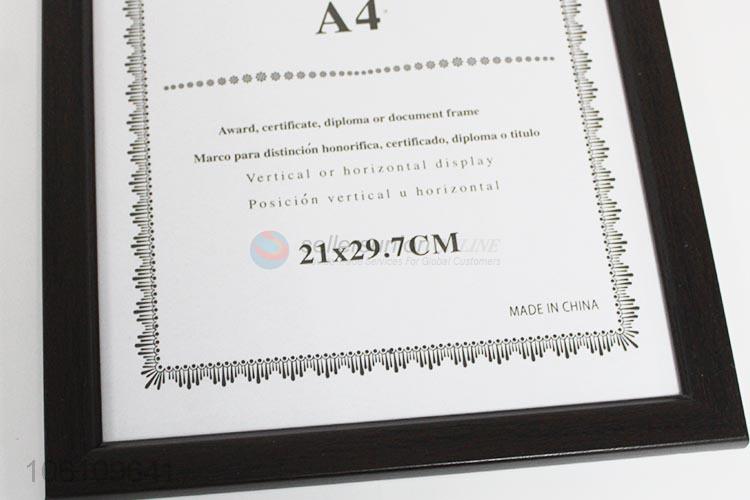 A4
Award, certificate, diploma or document frame
Marco para distinción honorifica, certificado, diploma o titulo
Vertical or horizontal display
Posición vertical u horizontal
21x29.7CM
MADE IN CHINA
106109641